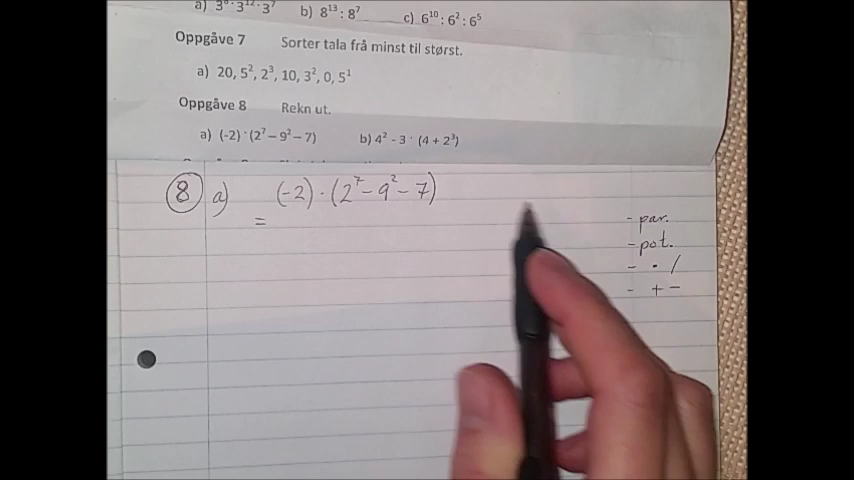 a) 3⁸·3¹²·3⁷ b) 8¹³ : 8⁷ c) 6¹⁰ : 6² : 6⁵
Oppgåve 7 Sorter tala frå minst til størst.
a) 20, 5², 2³, 10, 3², 0, 5¹
Oppgåve 8 Rekn ut.
a) (-2) · (2⁷ – 9² – 7) b) 4² - 3 · (4 + 2³)
8 a) (-2) · (2⁷ - 9² - 7)
=
- par.
- pot.
- · /
- + -